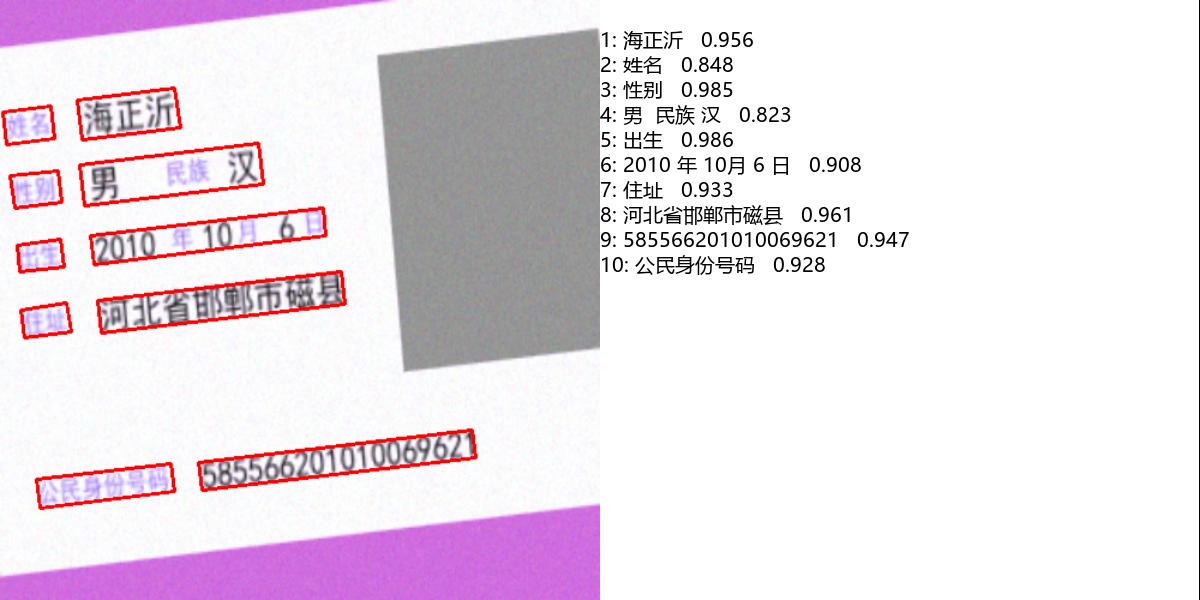 姓名 海正沂
性别 男 民族 汉
出生 2010 年 10 月 6 日
住址 河北省邯郸市磁县
公民身份号码 585566201010069621
1: 海正沂 0.956
2: 姓名 0.848
3: 性别 0.985
4: 男 民族 汉 0.823
5: 出生 0.986
6: 2010 年 10月 6 日 0.908
7: 住址 0.933
8: 河北省邯郸市磁县 0.961
9: 585566201010069621 0.947
10: 公民身份号码 0.928